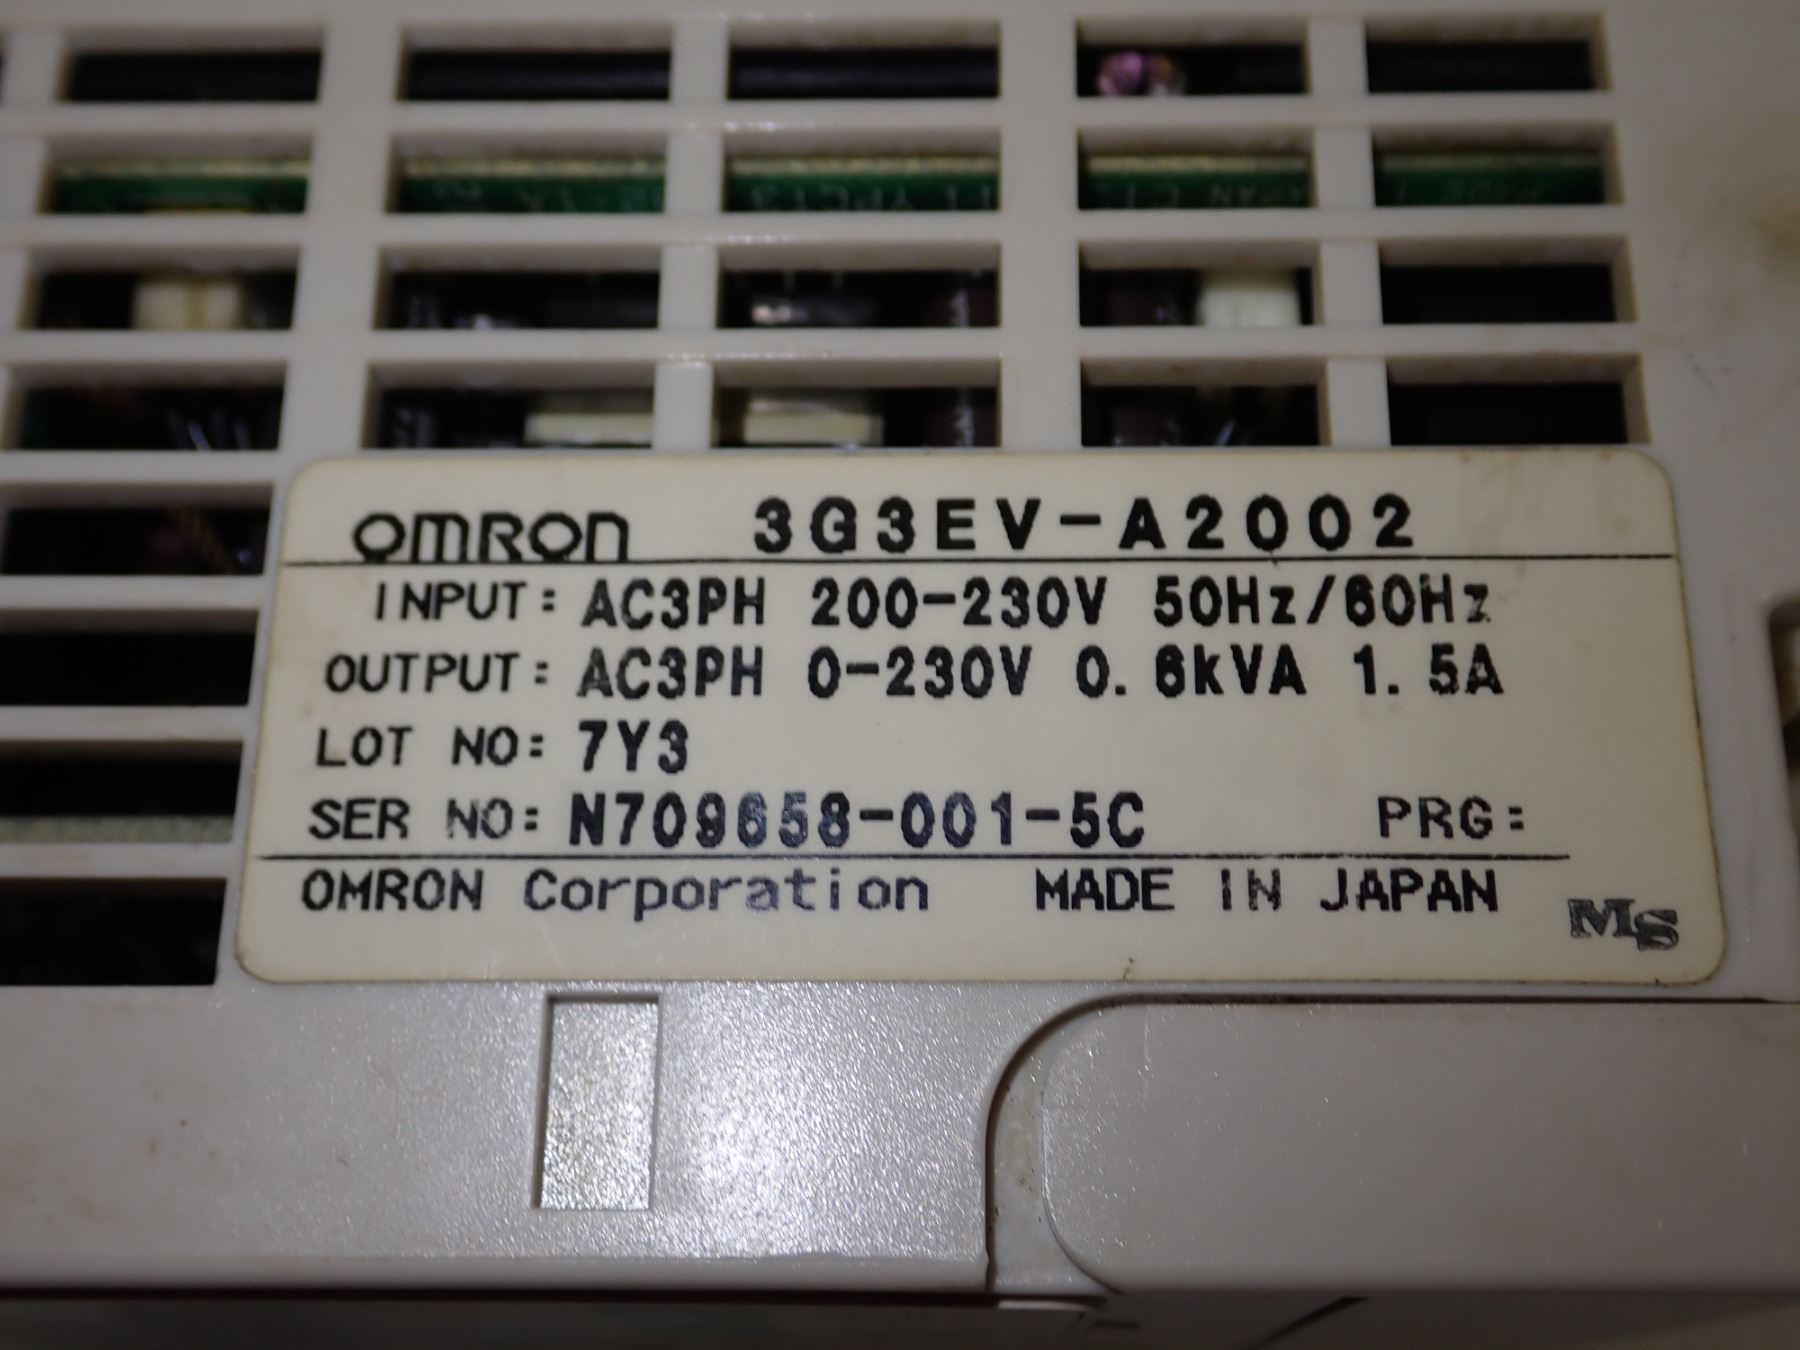 OMRON 3G3EV-A2002
INPUT: AC3PH 200-230V 50Hz/60Hz
OUTPUT: AC3PH 0-230V 0.6kVA 1.5A
LOT NO: 7Y3
SER NO: N709658-001-5C PRG:
OMRON Corporation MADE IN JAPAN
MS